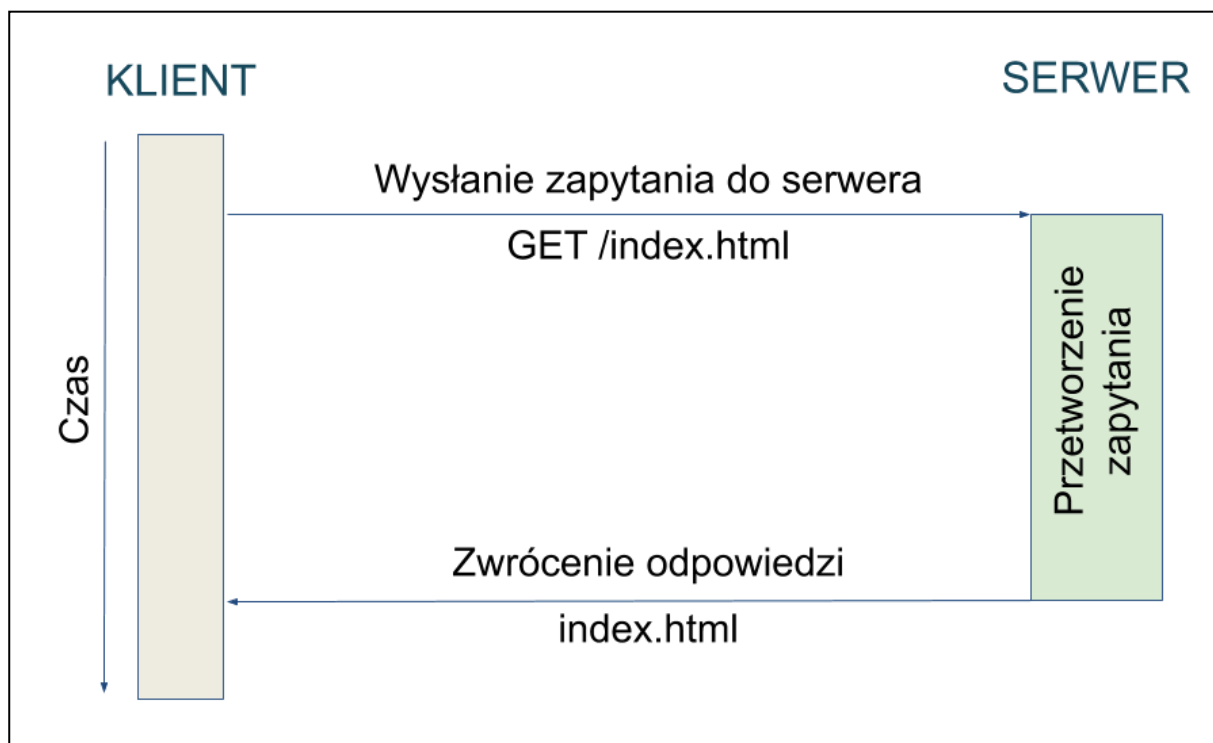 KLIENT
SERWER
Wysłanie zapytania do serwera
GET /index.html
Czas
Przetworzenie
zapytania
Zwrócenie odpowiedzi
index.html